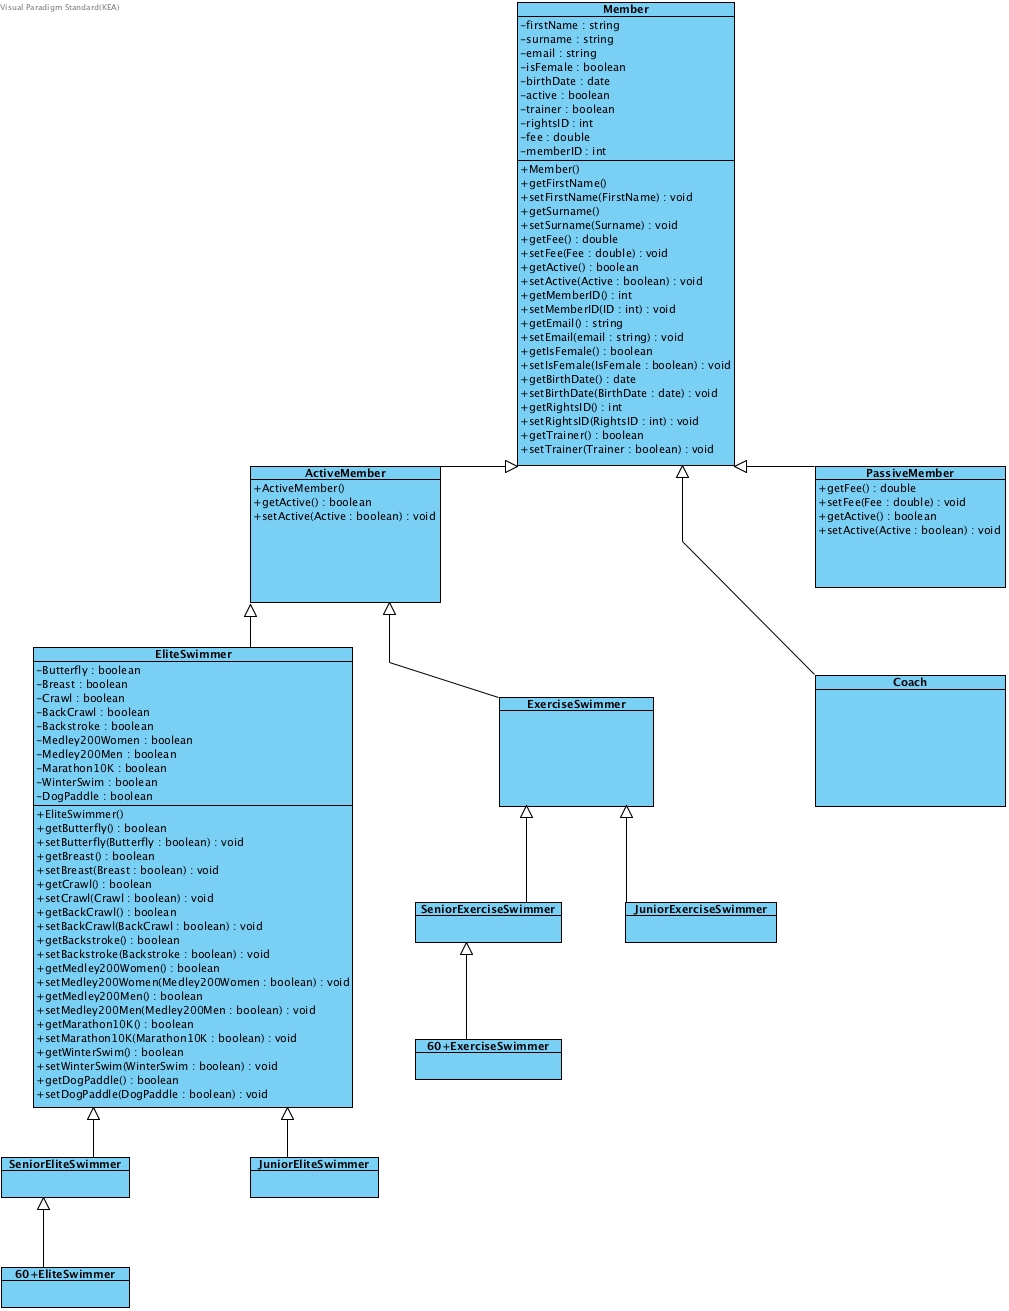 Visual Paradigm Standard(KEA)
Member
-firstName : string
-surname : string
-email : string
-isFemale : boolean
-birthDate : date
-active : boolean
-trainer : boolean
-rightsID : int
-fee : double
-memberID : int
+Member()
+getFirstName()
+setFirstName(FirstName) : void
+getSurname()
+setSurname(Surname) : void
+getFee() : double
+setFee(Fee : double) : void
+getActive() : boolean
+setActive(Active : boolean) : void
+getMemberID() : int
+setMemberID(ID : int) : void
+getEmail() : string
+setEmail(email : string) : void
+getIsFemale() : boolean
+setIsFemale(IsFemale : boolean) : void
+getBirthDate() : date
+setBirthDate(BirthDate : date) : void
+getRightsID() : int
+setRightsID(RightsID : int) : void
+getTrainer() : boolean
+setTrainer(Trainer : boolean) : void
ActiveMember
+ActiveMember()
+getActive() : boolean
+setActive(Active : boolean) : void
PassiveMember
+getFee() : double
+setFee(Fee : double) : void
+getActive() : boolean
+setActive(Active : boolean) : void
EliteSwimmer
-Butterfly : boolean
-Breast : boolean
-Crawl : boolean
-BackCrawl : boolean
-Backstroke : boolean
-Medley200Women : boolean
-Medley200Men : boolean
-Marathon10K : boolean
-WinterSwim : boolean
-DogPaddle : boolean
+EliteSwimmer()
+getButterfly() : boolean
+setButterfly(Butterfly : boolean) : void
+getBreast() : boolean
+setBreast(Breast : boolean) : void
+getCrawl() : boolean
+setCrawl(Crawl : boolean) : void
+getBackCrawl() : boolean
+setBackCrawl(BackCrawl : boolean) : void
+getBackstroke() : boolean
+setBackstroke(Backstroke : boolean) : void
+getMedley200Women() : boolean
+setMedley200Women(Medley200Women : boolean) : void
+getMedley200Men() : boolean
+setMedley200Men(Medley200Men : boolean) : void
+getMarathon10K() : boolean
+setMarathon10K(Marathon10K : boolean) : void
+getWinterSwim() : boolean
+setWinterSwim(WinterSwim : boolean) : void
+getDogPaddle() : boolean
+setDogPaddle(DogPaddle : boolean) : void
ExerciseSwimmer
Coach
SeniorExerciseSwimmer
JuniorExerciseSwimmer
60+ExerciseSwimmer
SeniorEliteSwimmer
JuniorEliteSwimmer
60+EliteSwimmer